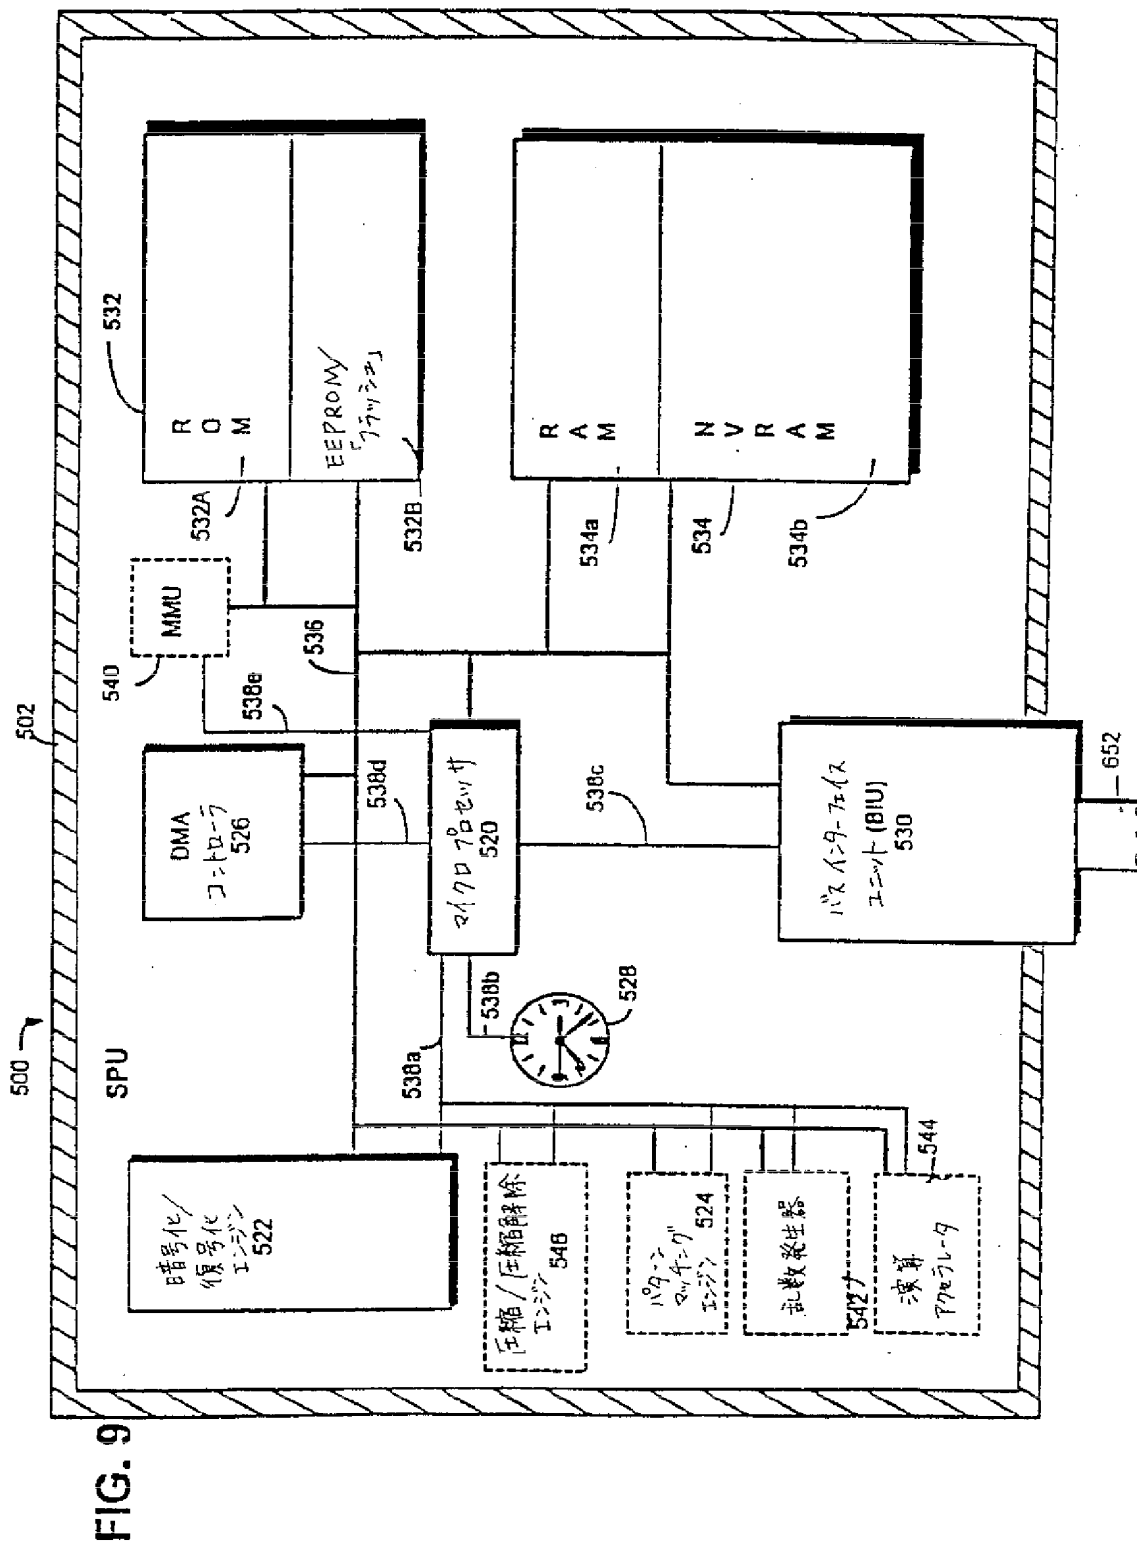 FIG. 9
500
502
SPU
暗号化/
復号化
エンジン
522
DMA
コントローラ
526
540
MMU
532
R
O
M
532A
EEPROM/
「フラッシュ」
532B
538e
536
538d
538a
538b
マイクロプロセッサ
520
528
538c
R
A
M
534a
N
V
R
A
M
534
534b
圧縮/圧縮解除
エンジン
546
パターン
マッチング
エンジン
524
乱数発生器
542
演算
アクセラレータ
544
バスインターフェイス
ユニット(BIU)
530
652